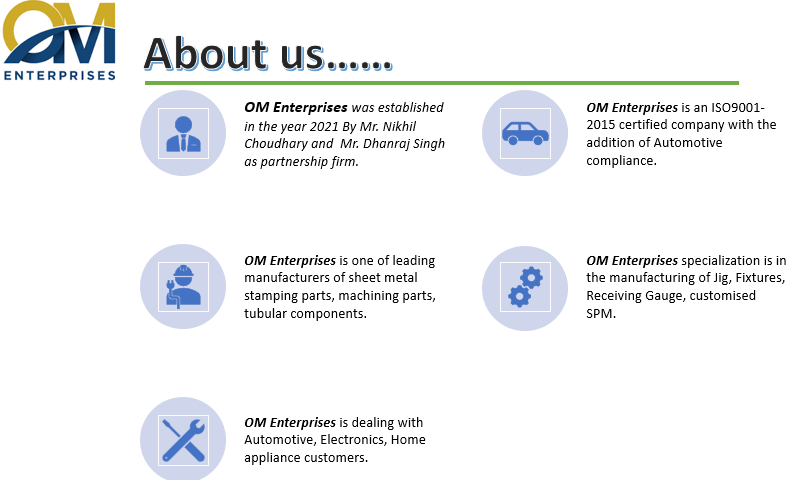 OM
ENTERPRISES
About us......
OM Enterprises was established
in the year 2021 By Mr. Nikhil
Choudhary and  Mr. Dhanraj Singh
as partnership firm.
OM Enterprises is an ISO9001-
2015 certified company with the
addition of Automotive
compliance.
OM Enterprises is one of leading
manufacturers of sheet metal
stamping parts, machining parts,
tubular components.
OM Enterprises specialization is in
the manufacturing of Jig, Fixtures,
Receiving Gauge, customised
SPM.
OM Enterprises is dealing with
Automotive, Electronics, Home
appliance customers.